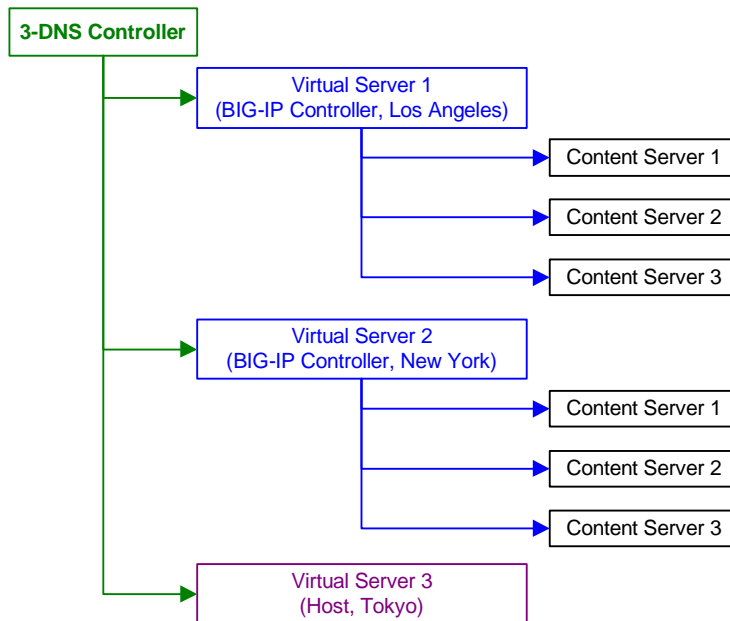 3-DNS Controller
Virtual Server 1
(BIG-IP Controller, Los Angeles)
Content Server 1
Content Server 2
Content Server 3
Virtual Server 2
(BIG-IP Controller, New York)
Content Server 1
Content Server 2
Content Server 3
Virtual Server 3
(Host, Tokyo)